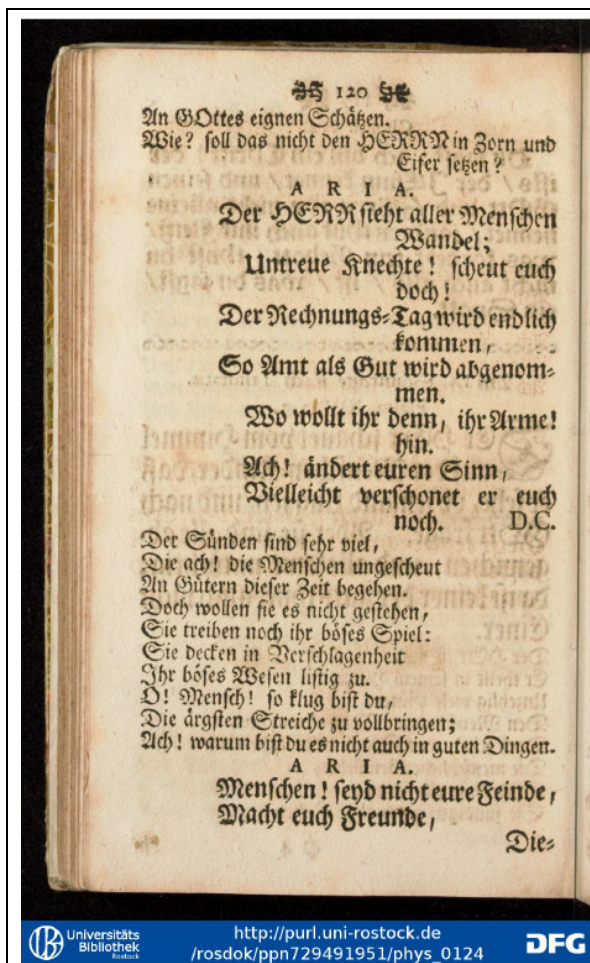 120
An GOttes eignen Schätzen.
Wie? soll das nicht den HERRN in Zorn und
Eifer setzen?
ARIA.
Der HERR sieht aller Menschen
Wandel;
Untreue Knechte! scheut euch
doch!
Der Rechnungs-Tag wird endlich
kommen,
So Amt als Gut wird abgenom-
men.
Wo wollt ihr denn, ihr Arme!
hin.
Ach! ändert euren Sinn,
Vielleicht verschonet er euch
noch. D.C.
Der Sünden sind sehr viel,
Die ach! die Menschen ungescheut
An Gütern dieser Zeit begehen.
Doch wollen sie es nicht gestehen,
Sie treiben noch ihr böses Spiel:
Sie decken in Verschlagenheit
Ihr böses Wesen listig zu.
O! Mensch! so klug bist du,
Die ärgsten Streiche zu vollbringen;
Ach! warum bist du es nicht auch in guten Dingen.
ARIA.
Menschen! seyd nicht eure Feinde,
Macht euch Freunde,
Die-
Universitäts
Bibliothek
Rostock
http://purl.uni-rostock.de
/rosdok/ppn729491951/phys_0124
DFG